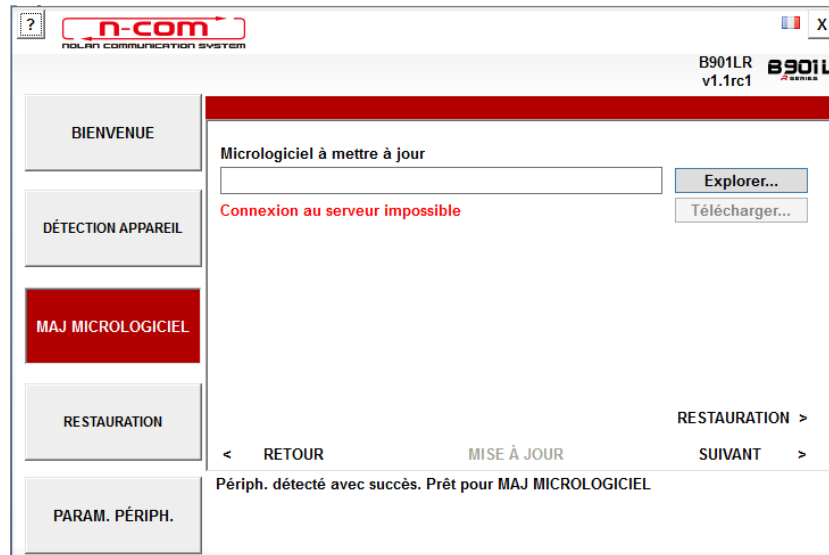 ?
n-com
NOLAN COMMUNICATION SYSTEM
X
B901LR
v1.1rc1
B901L
R SERIES
BIENVENUE
DÉTECTION APPAREIL
MAJ MICROLOGICIEL
RESTAURATION
PARAM. PÉRIPH.
Micrologiciel à mettre à jour
Explorer...
Connexion au serveur impossible
Télécharger...
RESTAURATION >
< RETOUR MISE À JOUR SUIVANT >
Périph. détecté avec succès. Prêt pour MAJ MICROLOGICIEL